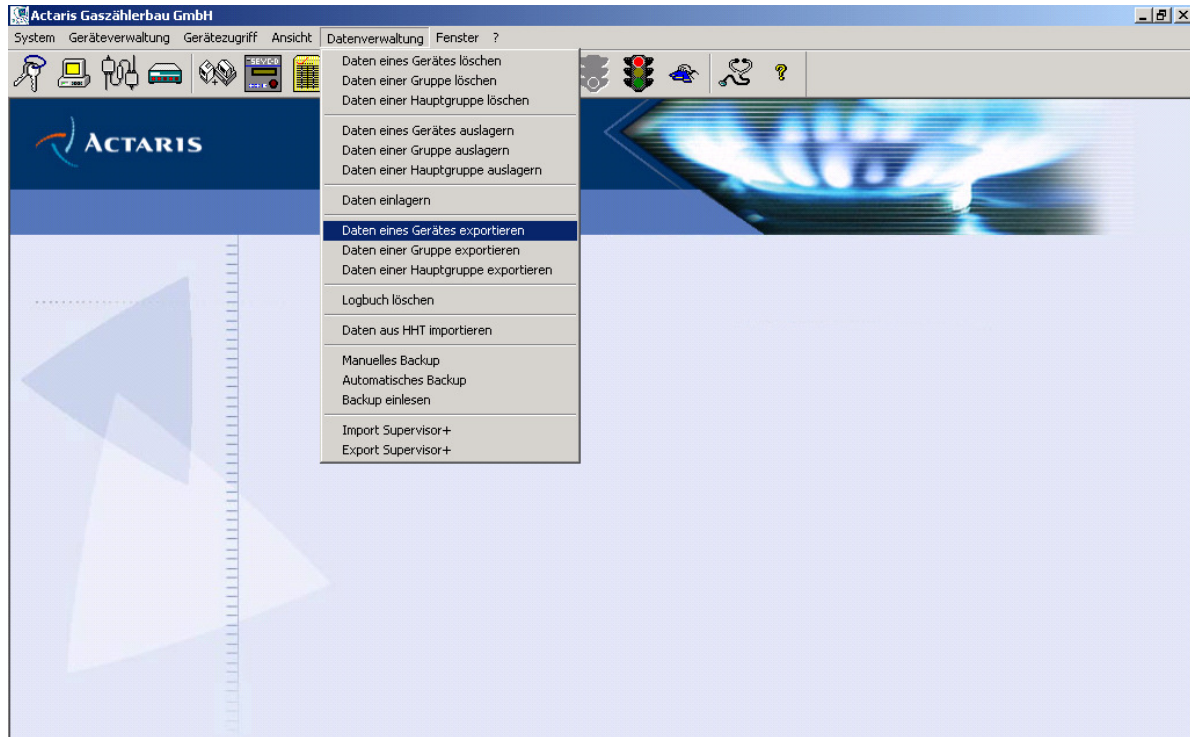 Actaris Gaszählerbau GmbH
System Geräteverwaltung Gerätezugriff Ansicht Datenverwaltung Fenster ?
SEVC-D
ACTARIS
Daten eines Gerätes löschen
Daten einer Gruppe löschen
Daten einer Hauptgruppe löschen
Daten eines Gerätes auslagern
Daten einer Gruppe auslagern
Daten einer Hauptgruppe auslagern
Daten einlagern
Daten eines Gerätes exportieren
Daten einer Gruppe exportieren
Daten einer Hauptgruppe exportieren
Logbuch löschen
Daten aus HHT importieren
Manuelles Backup
Automatisches Backup
Backup einlesen
Import Supervisor+
Export Supervisor+